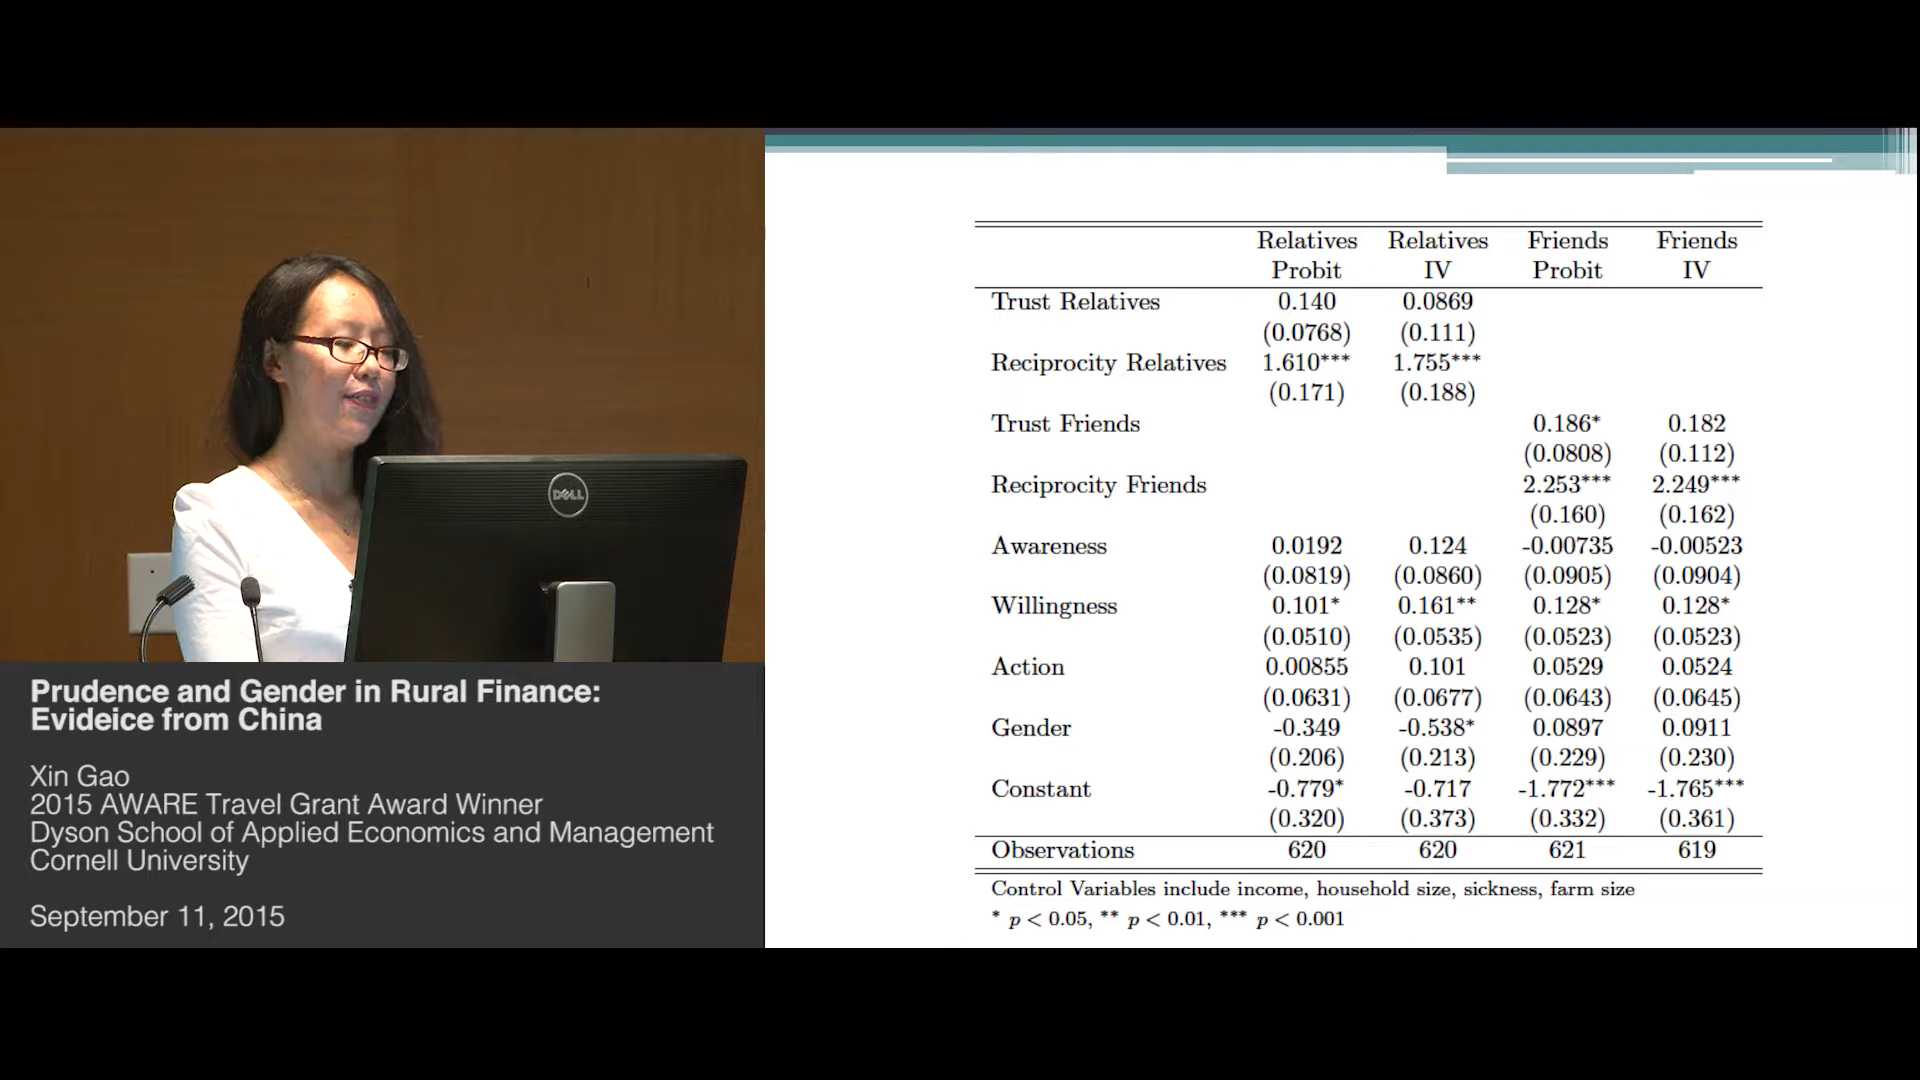 DELL
Prudence and Gender in Rural Finance:
Evideice from China
Xin Gao
2015 AWARE Travel Grant Award Winner
Dyson School of Applied Economics and Management
Cornell University
September 11, 2015
Relatives Relatives Friends Friends
Probit IV Probit IV
Trust Relatives 0.140 0.0869
(0.0768) (0.111)
Reciprocity Relatives 1.610*** 1.755***
(0.171) (0.188)
Trust Friends 0.186* 0.182
(0.0808) (0.112)
Reciprocity Friends 2.253*** 2.249***
(0.160) (0.162)
Awareness 0.0192 0.124 -0.00735 -0.00523
(0.0819) (0.0860) (0.0905) (0.0904)
Willingness 0.101* 0.161** 0.128* 0.128*
(0.0510) (0.0535) (0.0523) (0.0523)
Action 0.00855 0.101 0.0529 0.0524
(0.0631) (0.0677) (0.0643) (0.0645)
Gender -0.349 -0.538* 0.0897 0.0911
(0.206) (0.213) (0.229) (0.230)
Constant -0.779* -0.717 -1.772*** -1.765***
(0.320) (0.373) (0.332) (0.361)
Observations 620 620 621 619
Control Variables include income, household size, sickness, farm size
* p < 0.05, ** p < 0.01, *** p < 0.001